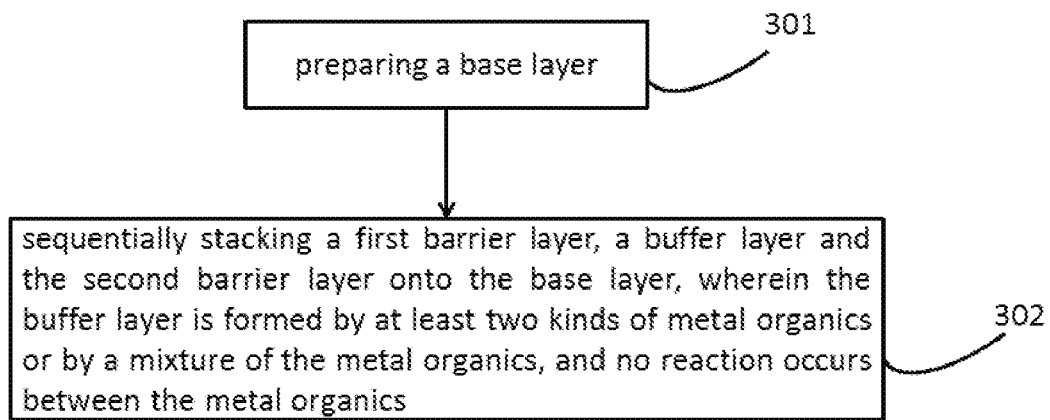 301
preparing a base layer
sequentially stacking a first barrier layer, a buffer layer and
the second barrier layer onto the base layer, wherein the
buffer layer is formed by at least two kinds of metal organics
or by a mixture of the metal organics, and no reaction occurs
between the metal organics
302